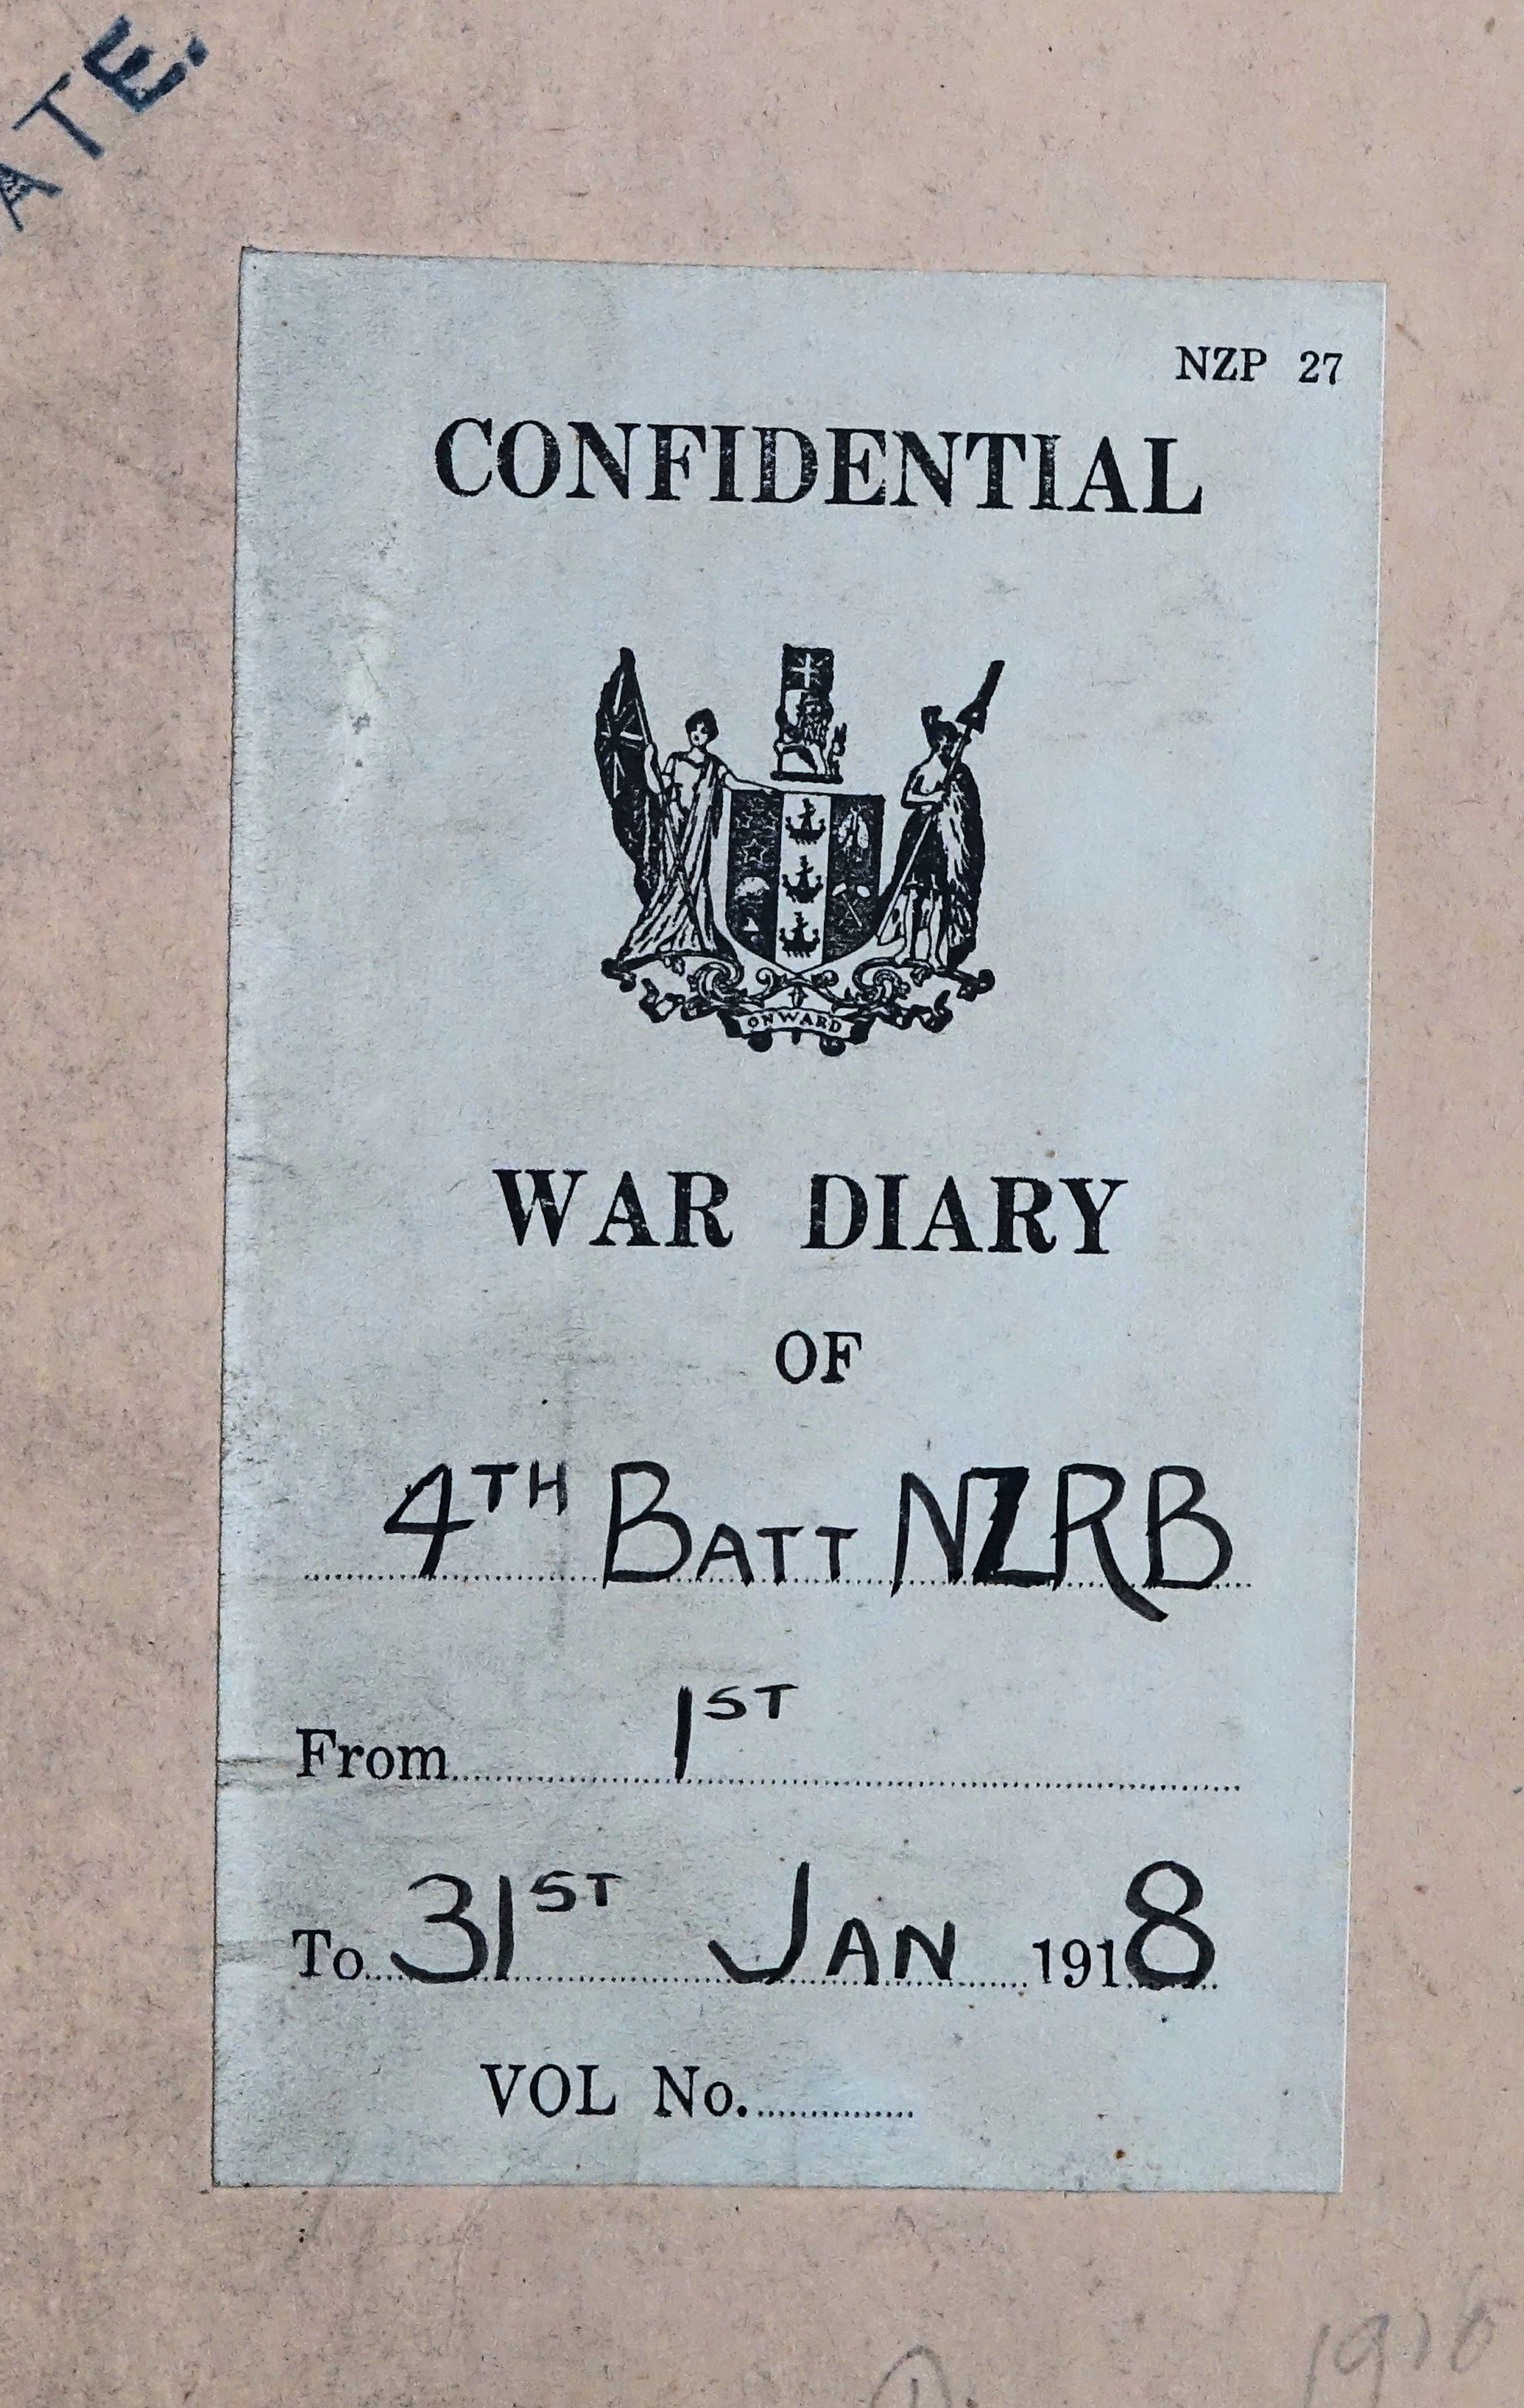 ATE.
NZP 27
CONFIDENTIAL
ONWARD
WAR DIARY
OF
4TH BATT NZRB
From 1ST
To 31ST JAN 1918
VOL No.